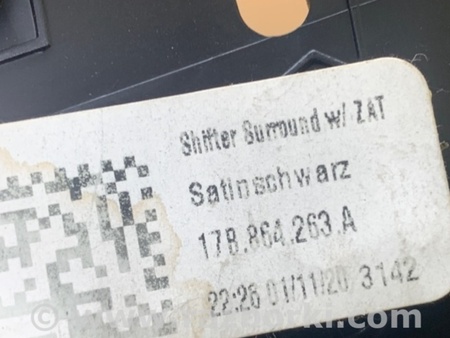 Shifter Surround w/ ZAT
Satinschwarz
17B.864.263.A
22:26 01/11/20 3142